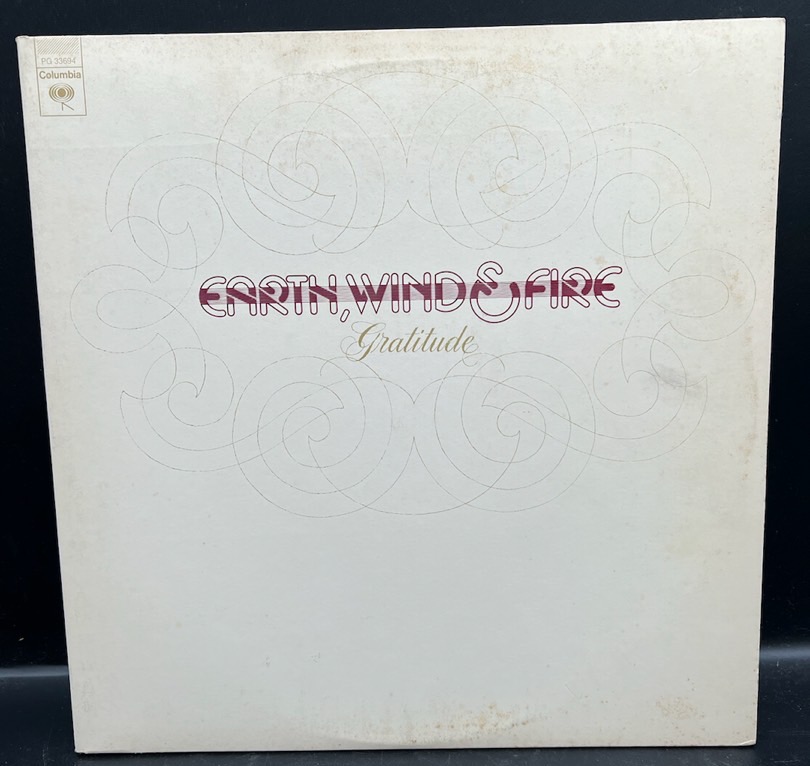 PG 33694
Columbia
EARTH, WIND & FIRE
Gratitude